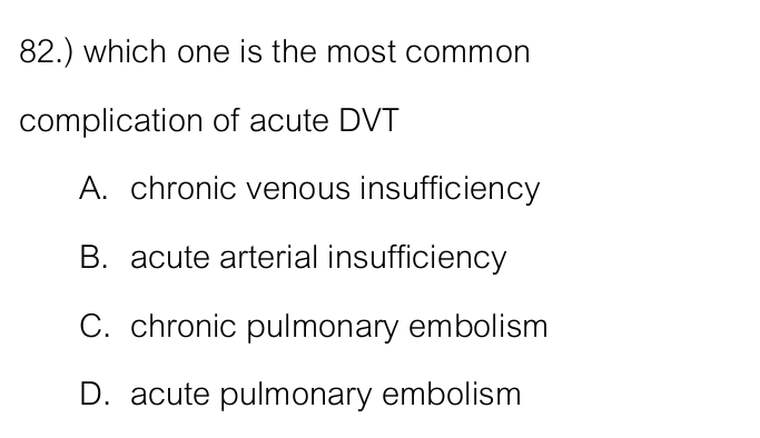 82.) which one is the most common
complication of acute DVT
A. chronic venous insufficiency
B. acute arterial insufficiency
C. chronic pulmonary embolism
D. acute pulmonary embolism